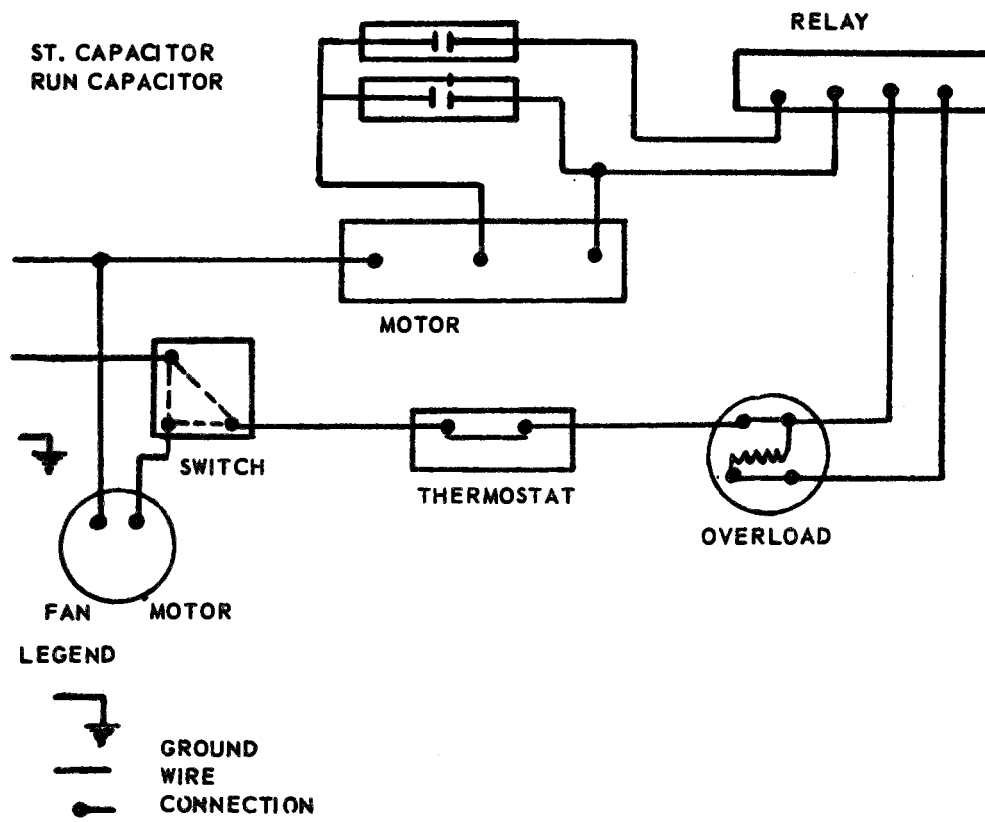 RELAY
ST. CAPACITOR
RUN CAPACITOR
MOTOR
SWITCH
THERMOSTAT
OVERLOAD
FAN MOTOR
LEGEND
GROUND
WIRE
CONNECTION